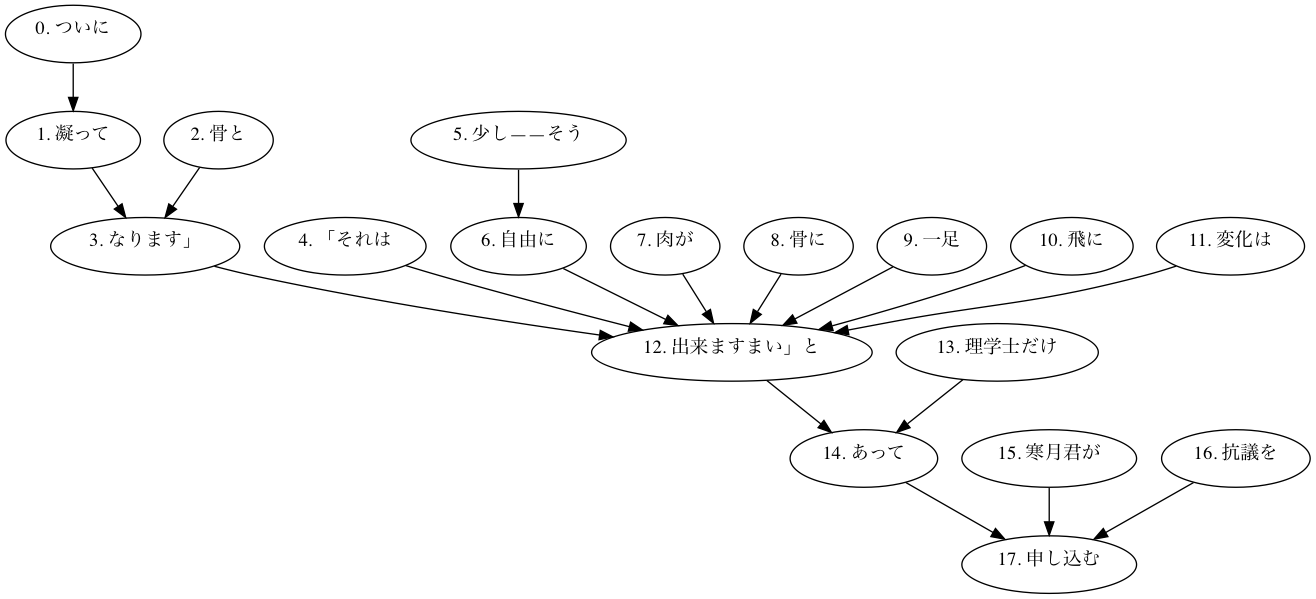 0. ついに
1. 凝って
2. 骨と
5. 少し——そう
3. なります」
4. 「それは
6. 自由に
7. 肉が
8. 骨に
9. 一足
10. 飛に
11. 変化は
12. 出来ますまい」と
13. 理学士だけ
14. あって
15. 寒月君が
16. 抗議を
17. 申し込む